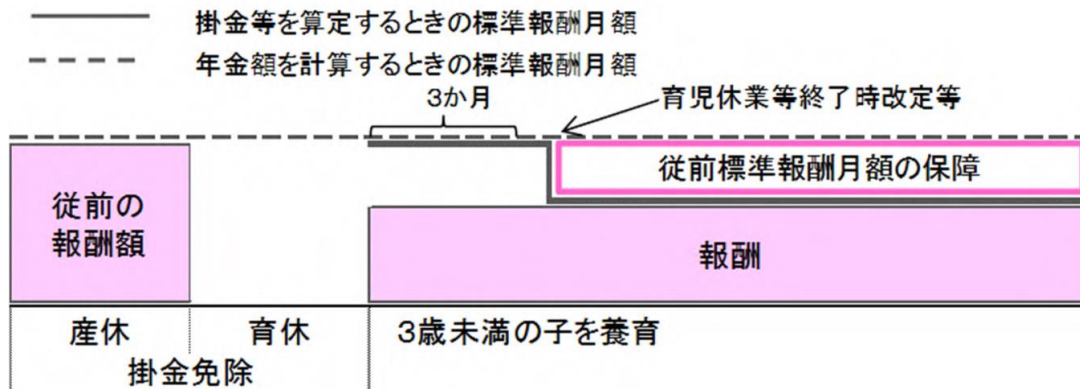 掛金等を算定するときの標準報酬月額
年金額を計算するときの標準報酬月額
3か月
育児休業等終了時改定等
従前標準報酬月額の保障
従前の
報酬額
報酬
産休
育休
3歳未満の子を養育
掛金免除